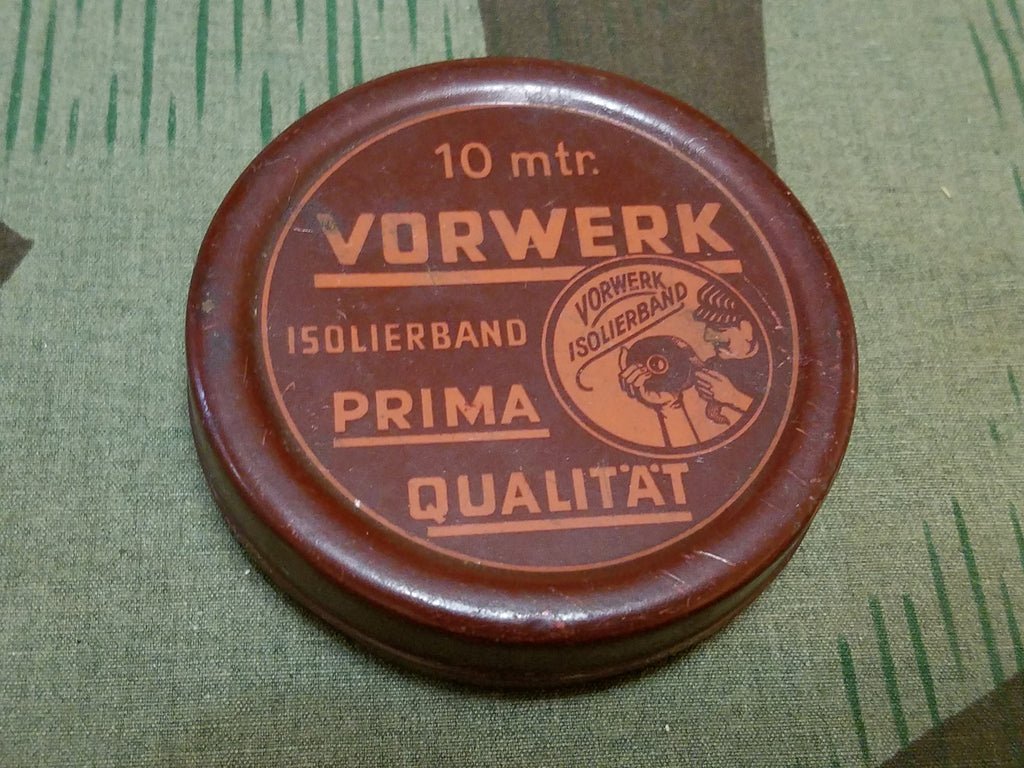 10 mtr.
VORWERK
VORWERK
ISOLIERBAND
ISOLIERBAND
PRIMA
QUALITÄT